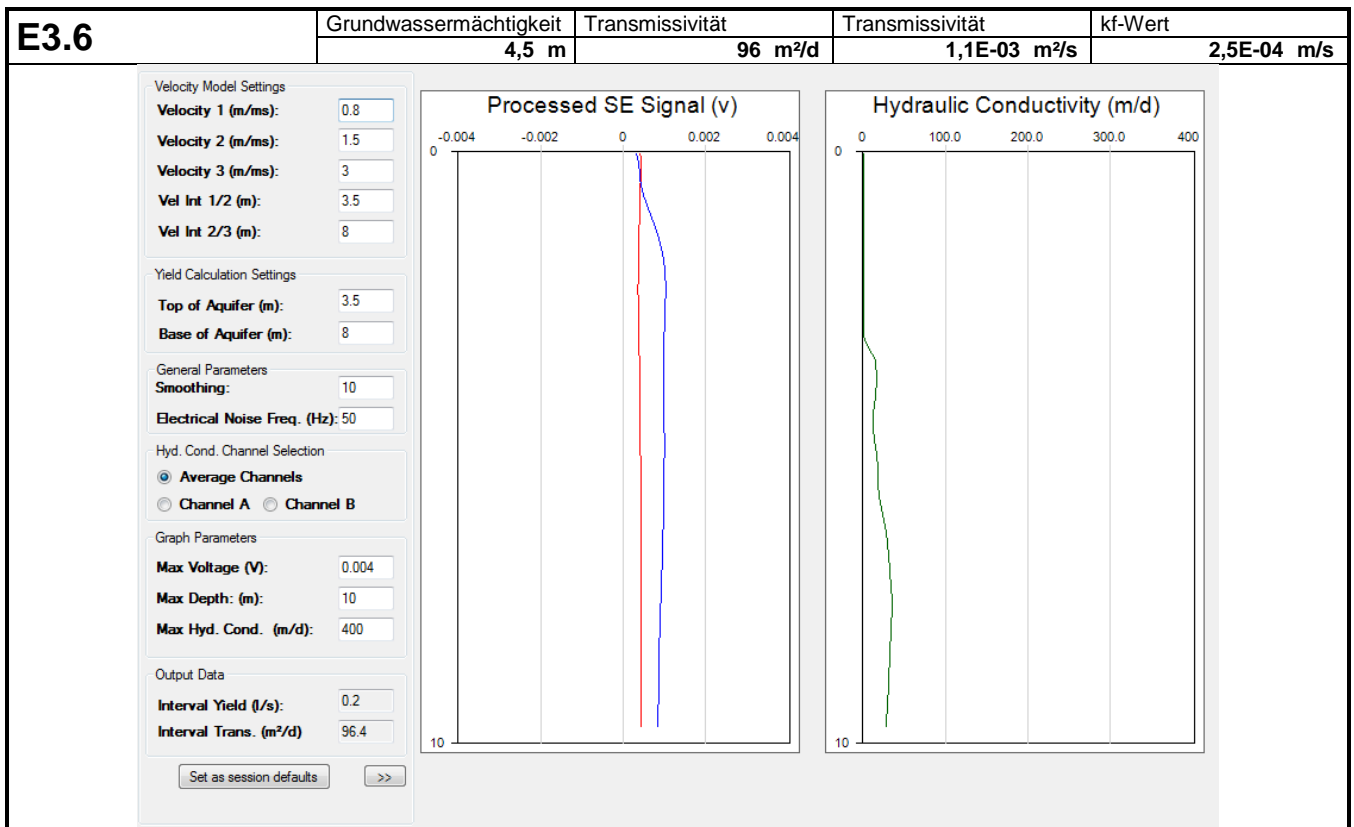 E3.6
Grundwassermächtigkeit Transmissivität Transmissivität kf-Wert
4,5 m 96 m²/d 1,1E-03 m²/s 2,5E-04 m/s
Velocity Model Settings
Velocity 1 (m/ms): 0.8
Velocity 2 (m/ms): 1.5
Velocity 3 (m/ms): 3
Vel Int 1/2 (m): 3.5
Vel Int 2/3 (m): 8
Yield Calculation Settings
Top of Aquifer (m): 3.5
Base of Aquifer (m): 8
General Parameters
Smoothing: 10
Electrical Noise Freq. (Hz): 50
Hyd. Cond. Channel Selection
Average Channels
Channel A Channel B
Graph Parameters
Max Voltage (V): 0.004
Max Depth: (m): 10
Max Hyd. Cond. (m/d): 400
Output Data
Interval Yield (l/s): 0.2
Interval Trans. (m²/d) 96.4
Set as session defaults >>
Processed SE Signal (v)
-0.004 -0.002 0 0.002 0.004
0
10
Hydraulic Conductivity (m/d)
0 100.0 200.0 300.0 400
0
10